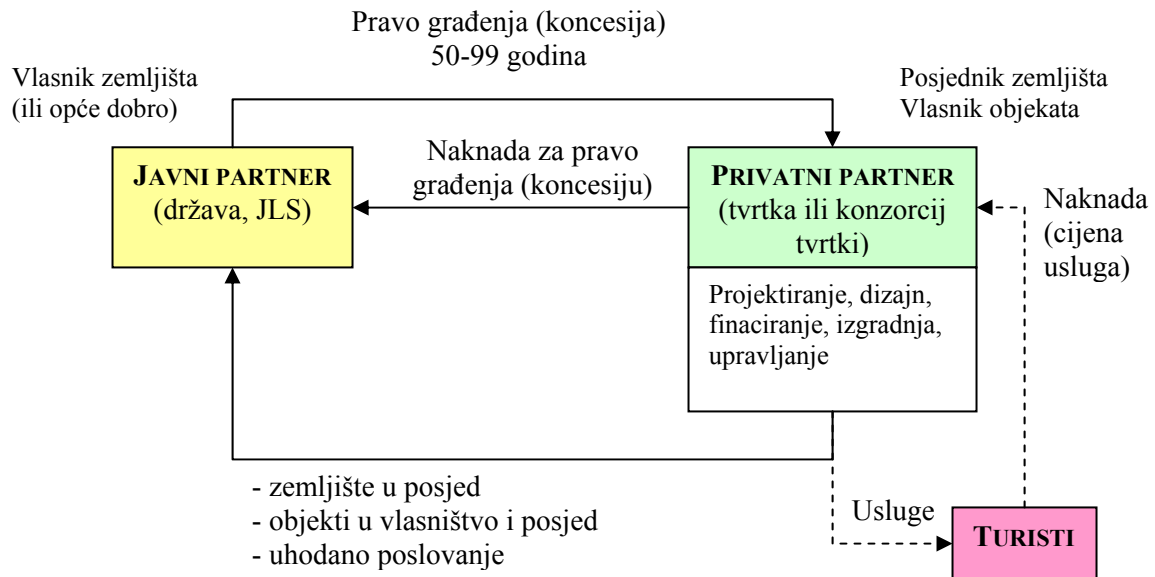 Pravo građenja (koncesija)
50-99 godina
Vlasnik zemljišta
(ili opće dobro)
Posjednik zemljišta
Vlasnik objekata
JAVNI PARTNER
(država, JLS)
Naknada za pravo
građenja (koncesiju)
PRIVATNI PARTNER
(tvrtka ili konzorcij
tvrtki)
Naknada
(cijena
usluga)
Projektiranje, dizajn,
finaciranje, izgradnja,
upravljanje
- zemljište u posjed
- objekti u vlasništvo i posjed
- uhodano poslovanje
Usluge
TURISTI